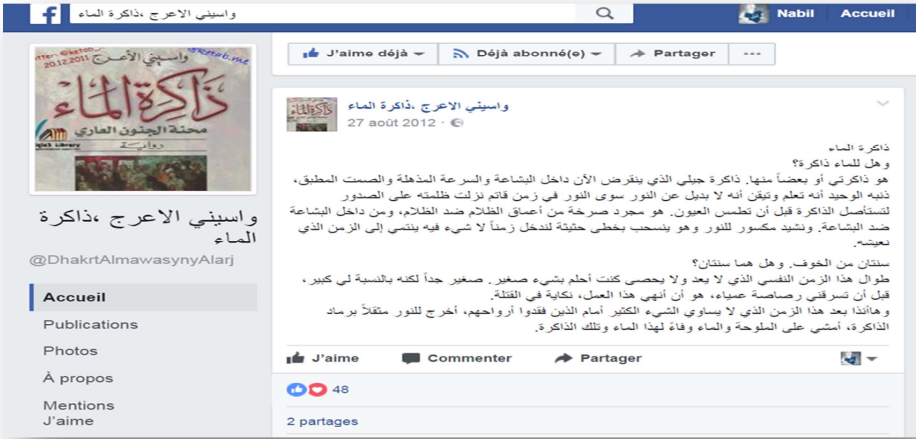 واسيني الاعرج ،ذاكرة الماء
Nabil
Accueil
@ketab.me
20.12.2011
واسيني الأعرج
ذاكرة الماء
محنة الجنون العاري
رواية
J'aime déjà
Déjà abonné(e)
Partager
واسيني الاعرج ،ذاكرة الماء
@DhakrtAlmawasynyAlarj
Accueil
Publications
Photos
À propos
Mentions
J'aime
واسيني الاعرج ،ذاكرة الماء
27 août 2012
ذاكرة الماء
وهل للماء ذاكرة؟
هو ذاكرتي أو بعضاً منها. ذاكرة جيلي الذي ينقرض الآن داخل البشاعة والسرعة المذهلة والصمت المطبق،
ذنبه الوحيد أنه تعلم وتيقن أنه لا بديل عن النور سوى النور في زمن قاتم نزلت ظلمته على الصدور
لتستأصل الذاكرة قبل أن تطمس العيون. هو مجرد صرخة من أعماق الظلام ضد الظلام، ومن داخل البشاعة
ضد البشاعة. ونشيد مكسور للنور وهو ينسحب بخطى حثيثة لندخل زمناً لا شيء فيه ينتمي إلى الزمن الذي
نعيشه.
سنتان من الخوف. وهل هما سنتان؟
طوال هذا الزمن النفسي الذي لا يعد ولا يحصى كنت أحلم بشيء صغير. صغير جداً لكنه بالنسبة لي كبير،
قبل أن تسرقني رصاصة عمياء، هو أن أنهي هذا العمل، نكاية في القتلة.
وهاأنذا بعد هذا الزمن الذي لا يساوي الشيء الكثير أمام الذين فقدوا أرواحهم، أخرج للنور مثقلاً برماد
الذاكرة، أمشي على الملوحة والماء وفاءً لهذا الماء وتلك الذاكرة.
J'aime
Commenter
Partager
48
2 partages